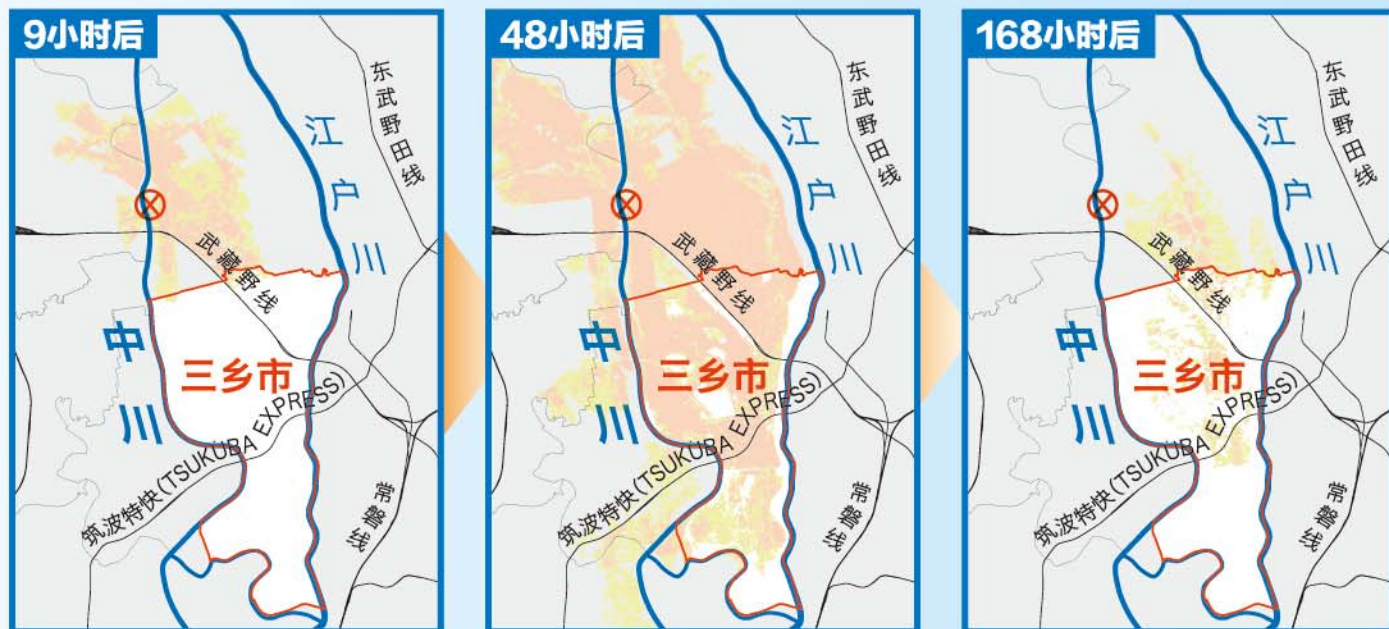 9小时后
东武野田线
江户川
武藏野线
中川
三乡市
筑波特快(TSUKUBA EXPRESS)
常磐线
48小时后
东武野田线
江户川
武藏野线
中川
三乡市
筑波特快(TSUKUBA EXPRESS)
常磐线
168小时后
东武野田线
江户川
武藏野线
中川
三乡市
筑波特快(TSUKUBA EXPRESS)
常磐线